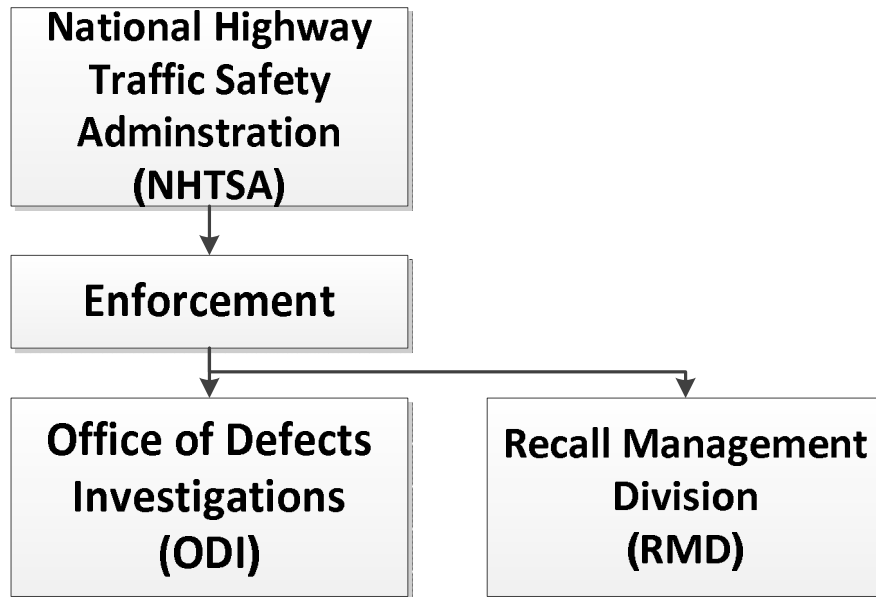 National Highway
Traffic Safety
Adminstration
(NHTSA)
Enforcement
Office of Defects
Investigations
(ODI)
Recall Management
Division
(RMD)